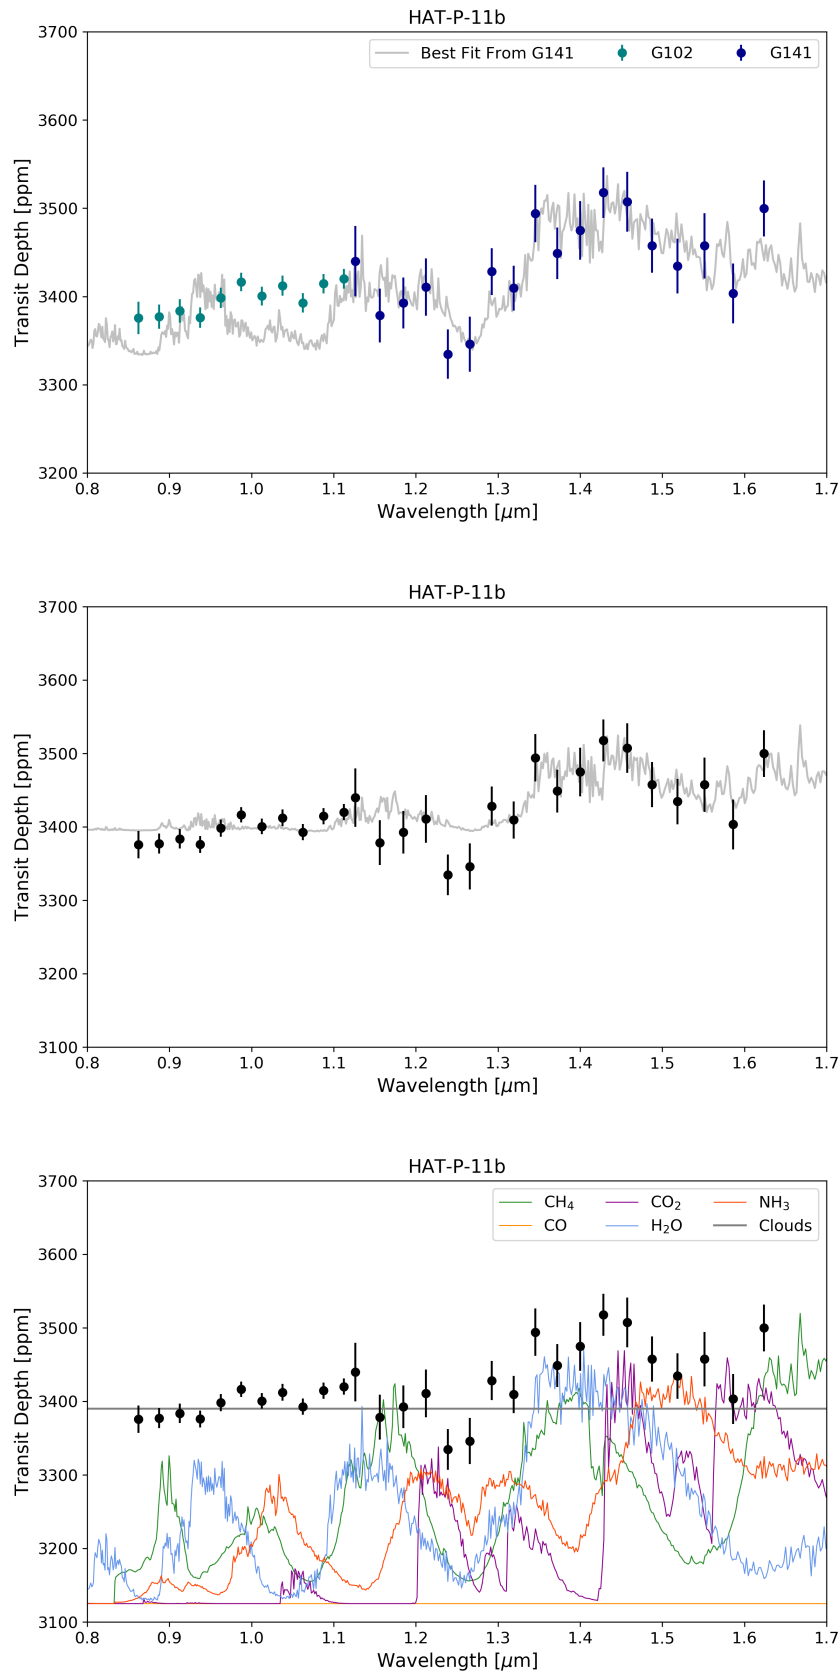 HAT-P-11b
Transit Depth [ppm]
3700
3600
3500
3400
3300
3200
Best Fit From G141 G102 G141
0.8 0.9 1.0 1.1 1.2 1.3 1.4 1.5 1.6 1.7
Wavelength [μm]
HAT-P-11b
Transit Depth [ppm]
3700
3600
3500
3400
3300
3200
3100
0.8 0.9 1.0 1.1 1.2 1.3 1.4 1.5 1.6 1.7
Wavelength [μm]
HAT-P-11b
Transit Depth [ppm]
3700
3600
3500
3400
3300
3200
3100
CH₄ CO₂ NH₃
CO H₂O Clouds
0.8 0.9 1.0 1.1 1.2 1.3 1.4 1.5 1.6 1.7
Wavelength [μm]